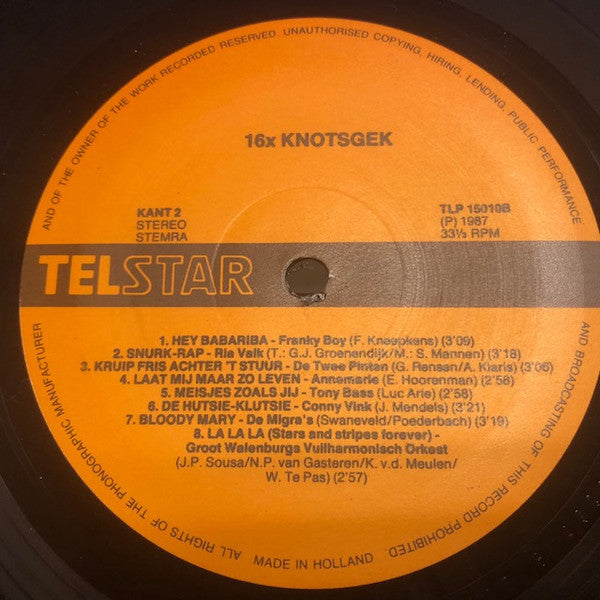 ALL RIGHTS OF THE PHONOGRAPHIC MANUFACTURER AND OF THE OWNER OF THE WORK RECORDED RESERVED. UNAUTHORISED COPYING, HIRING, LENDING, PUBLIC PERFORMANCE AND BROADCASTING OF THIS RECORD PROHIBITED.
16x KNOTSGEK
KANT 2
STEREO
STEMRA
TLP 15010B
(P) 1987
33⅓ RPM
TELSTAR
1. HEY BABARIBA - Franky Boy (F. Kneepkens) (3'09)
2. SNURK-RAP - Ria Valk (T.: G.J. Groenendijk/M.: S. Mannen) (3'18)
3. KRUIP FRIS ACHTER 'T STUUR - De Twee Pinten (G. Rensen/A. Klaris) (3'06)
4. LAAT MIJ MAAR ZO LEVEN - Annemarie (E. Hoorenman) (2'58)
5. MEISJES ZOALS JIJ - Tony Bass (Luc Arie) (2'58)
6. DE HUTSIE-KLUTSIE - Conny Vink (J. Mendels) (3'21)
7. BLOODY MARY - De Migra's (Swaneveld/Poederbach) (3'19)
8. LA LA LA (Stars and stripes forever) -
Groot Walenburgs Vuilharmonisch Orkest
(J.P. Sousa/N.P. van Gasteren/K. v.d. Meulen/
W. Te Pas) (2'57)
MADE IN HOLLAND